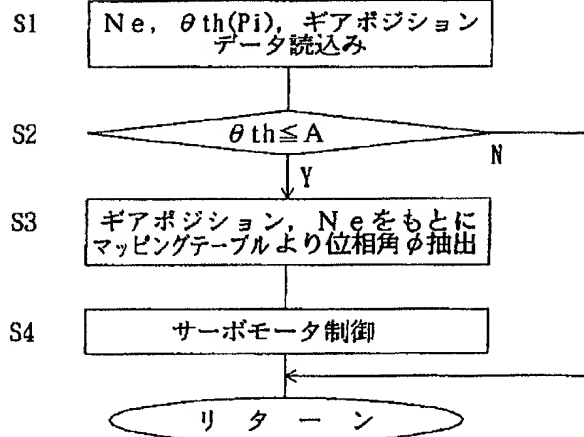 S1
Ne, θth(Pi), ギアポジション
データ読込み
S2
θth≦A
N
Y
S3
ギアポジション, Neをもとに
マッピングテーブルより位相角φ抽出
S4
サーボモータ制御
リターン